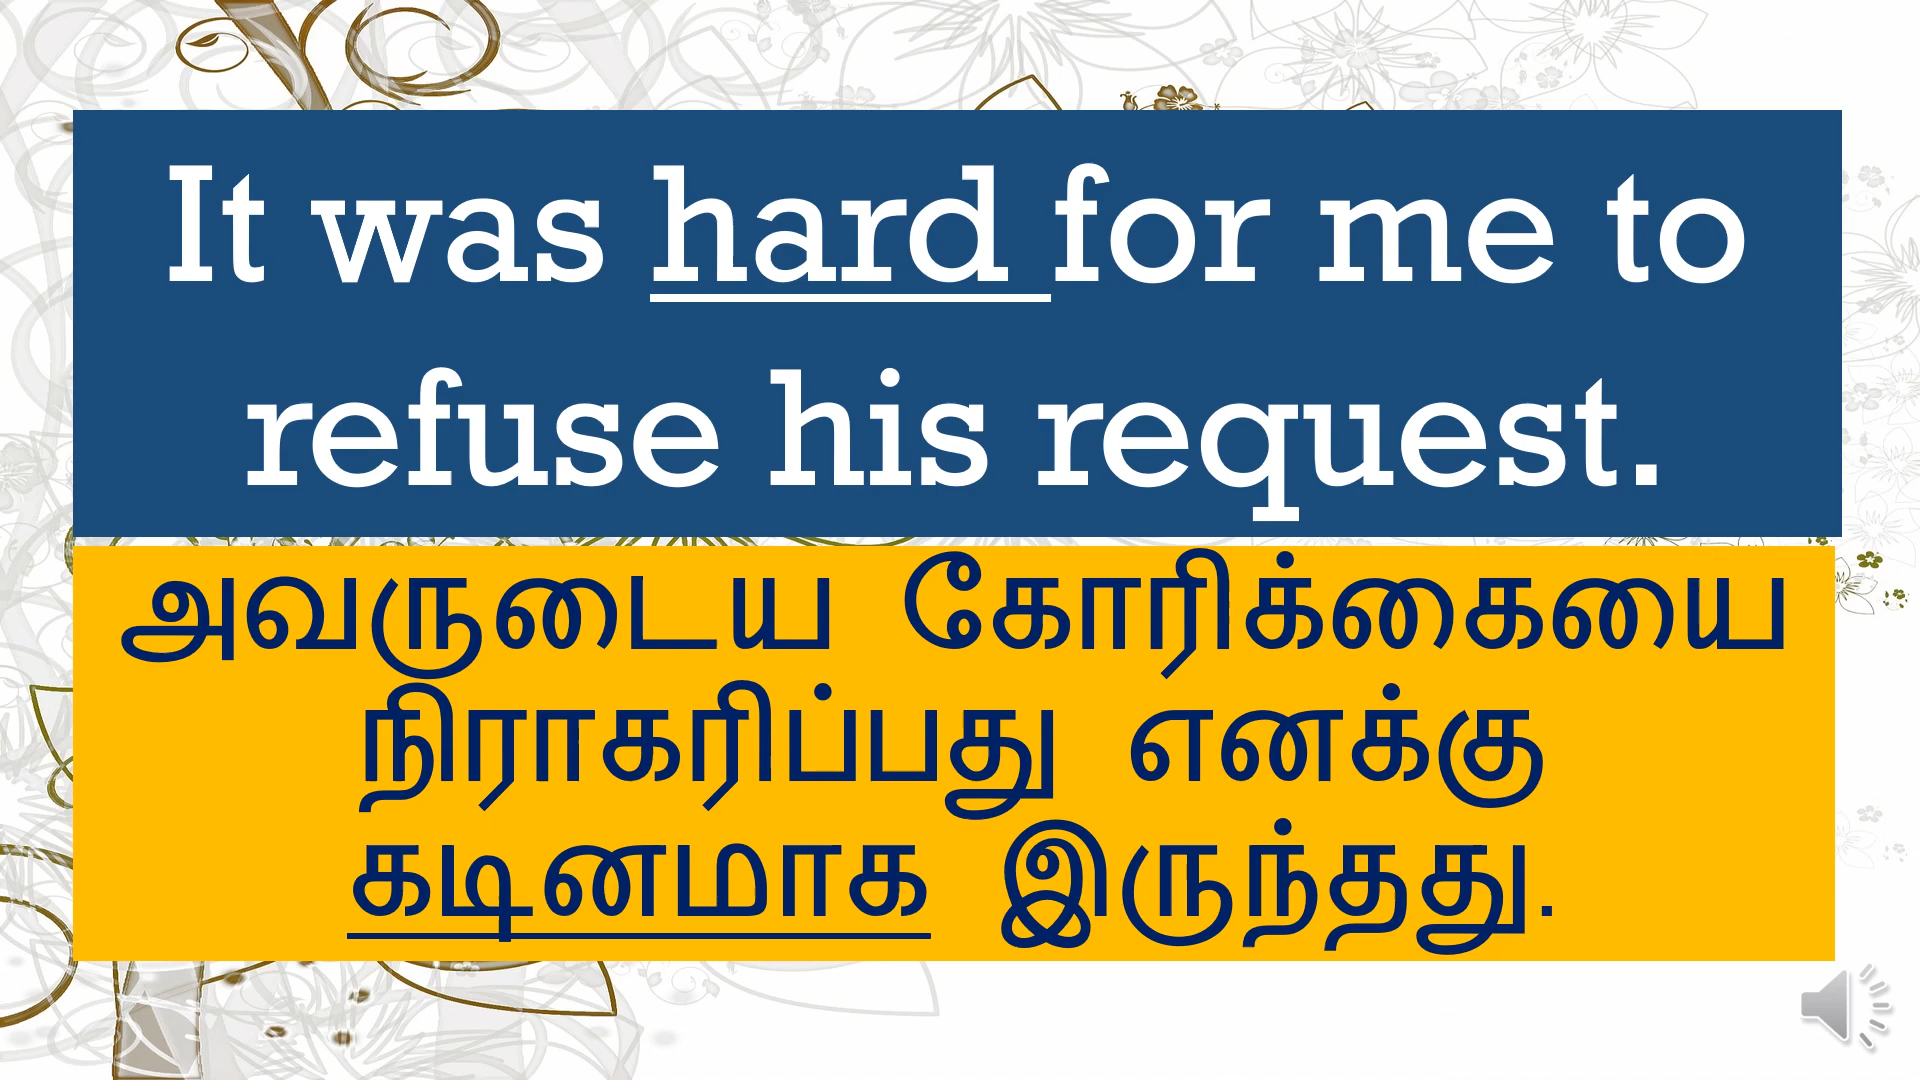 It was hard for me to
refuse his request.
அவருடைய கோரிக்கையை
நிராகரிப்பது எனக்கு
கடினமாக இருந்தது.